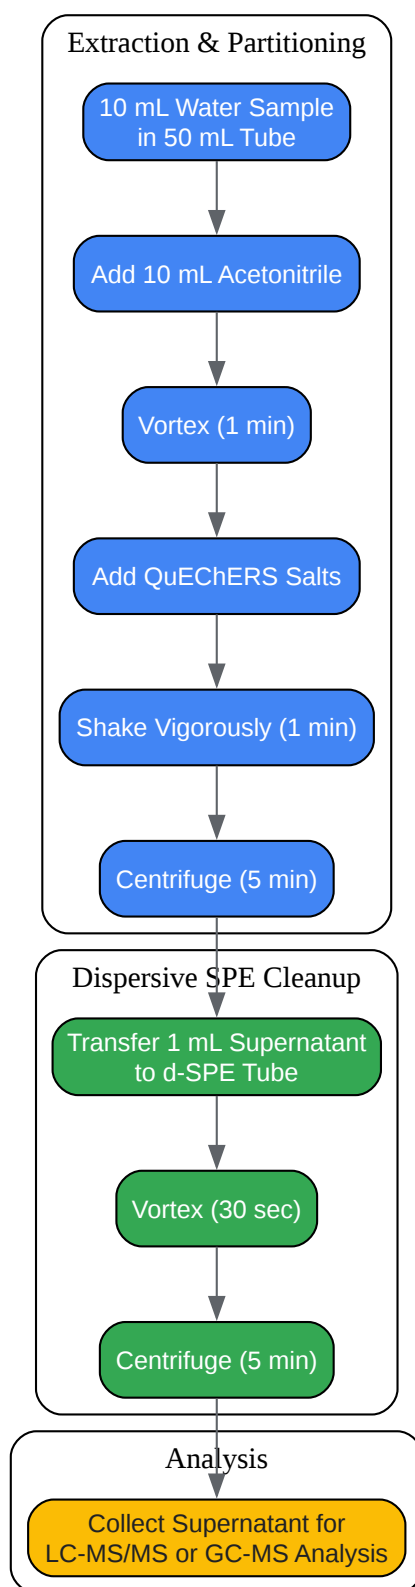 Extraction & Partitioning
10 mL Water Sample
in 50 mL Tube
Add 10 mL Acetonitrile
Vortex (1 min)
Add QuEChERS Salts
Shake Vigorously (1 min)
Centrifuge (5 min)
Dispersive SPE Cleanup
Transfer 1 mL Supernatant
to d-SPE Tube
Vortex (30 sec)
Centrifuge (5 min)
Analysis
Collect Supernatant for
LC-MS/MS or GC-MS Analysis